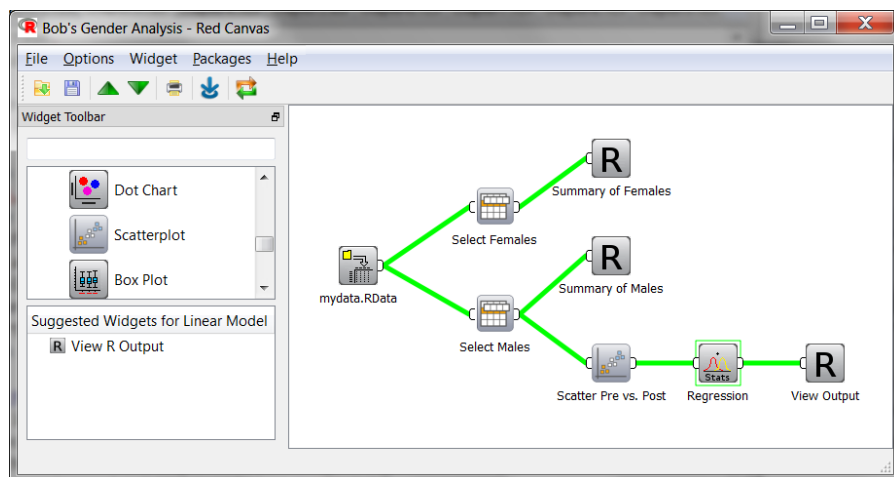 Bob's Gender Analysis - Red Canvas
File Options Widget Packages Help
Widget Toolbar
Dot Chart
Scatterplot
Box Plot
Suggested Widgets for Linear Model
R View R Output
R
Summary of Females
Select Females
R
mydata.RData
Summary of Males
Select Males
Stats
R
Scatter Pre vs. Post
Regression
View Output